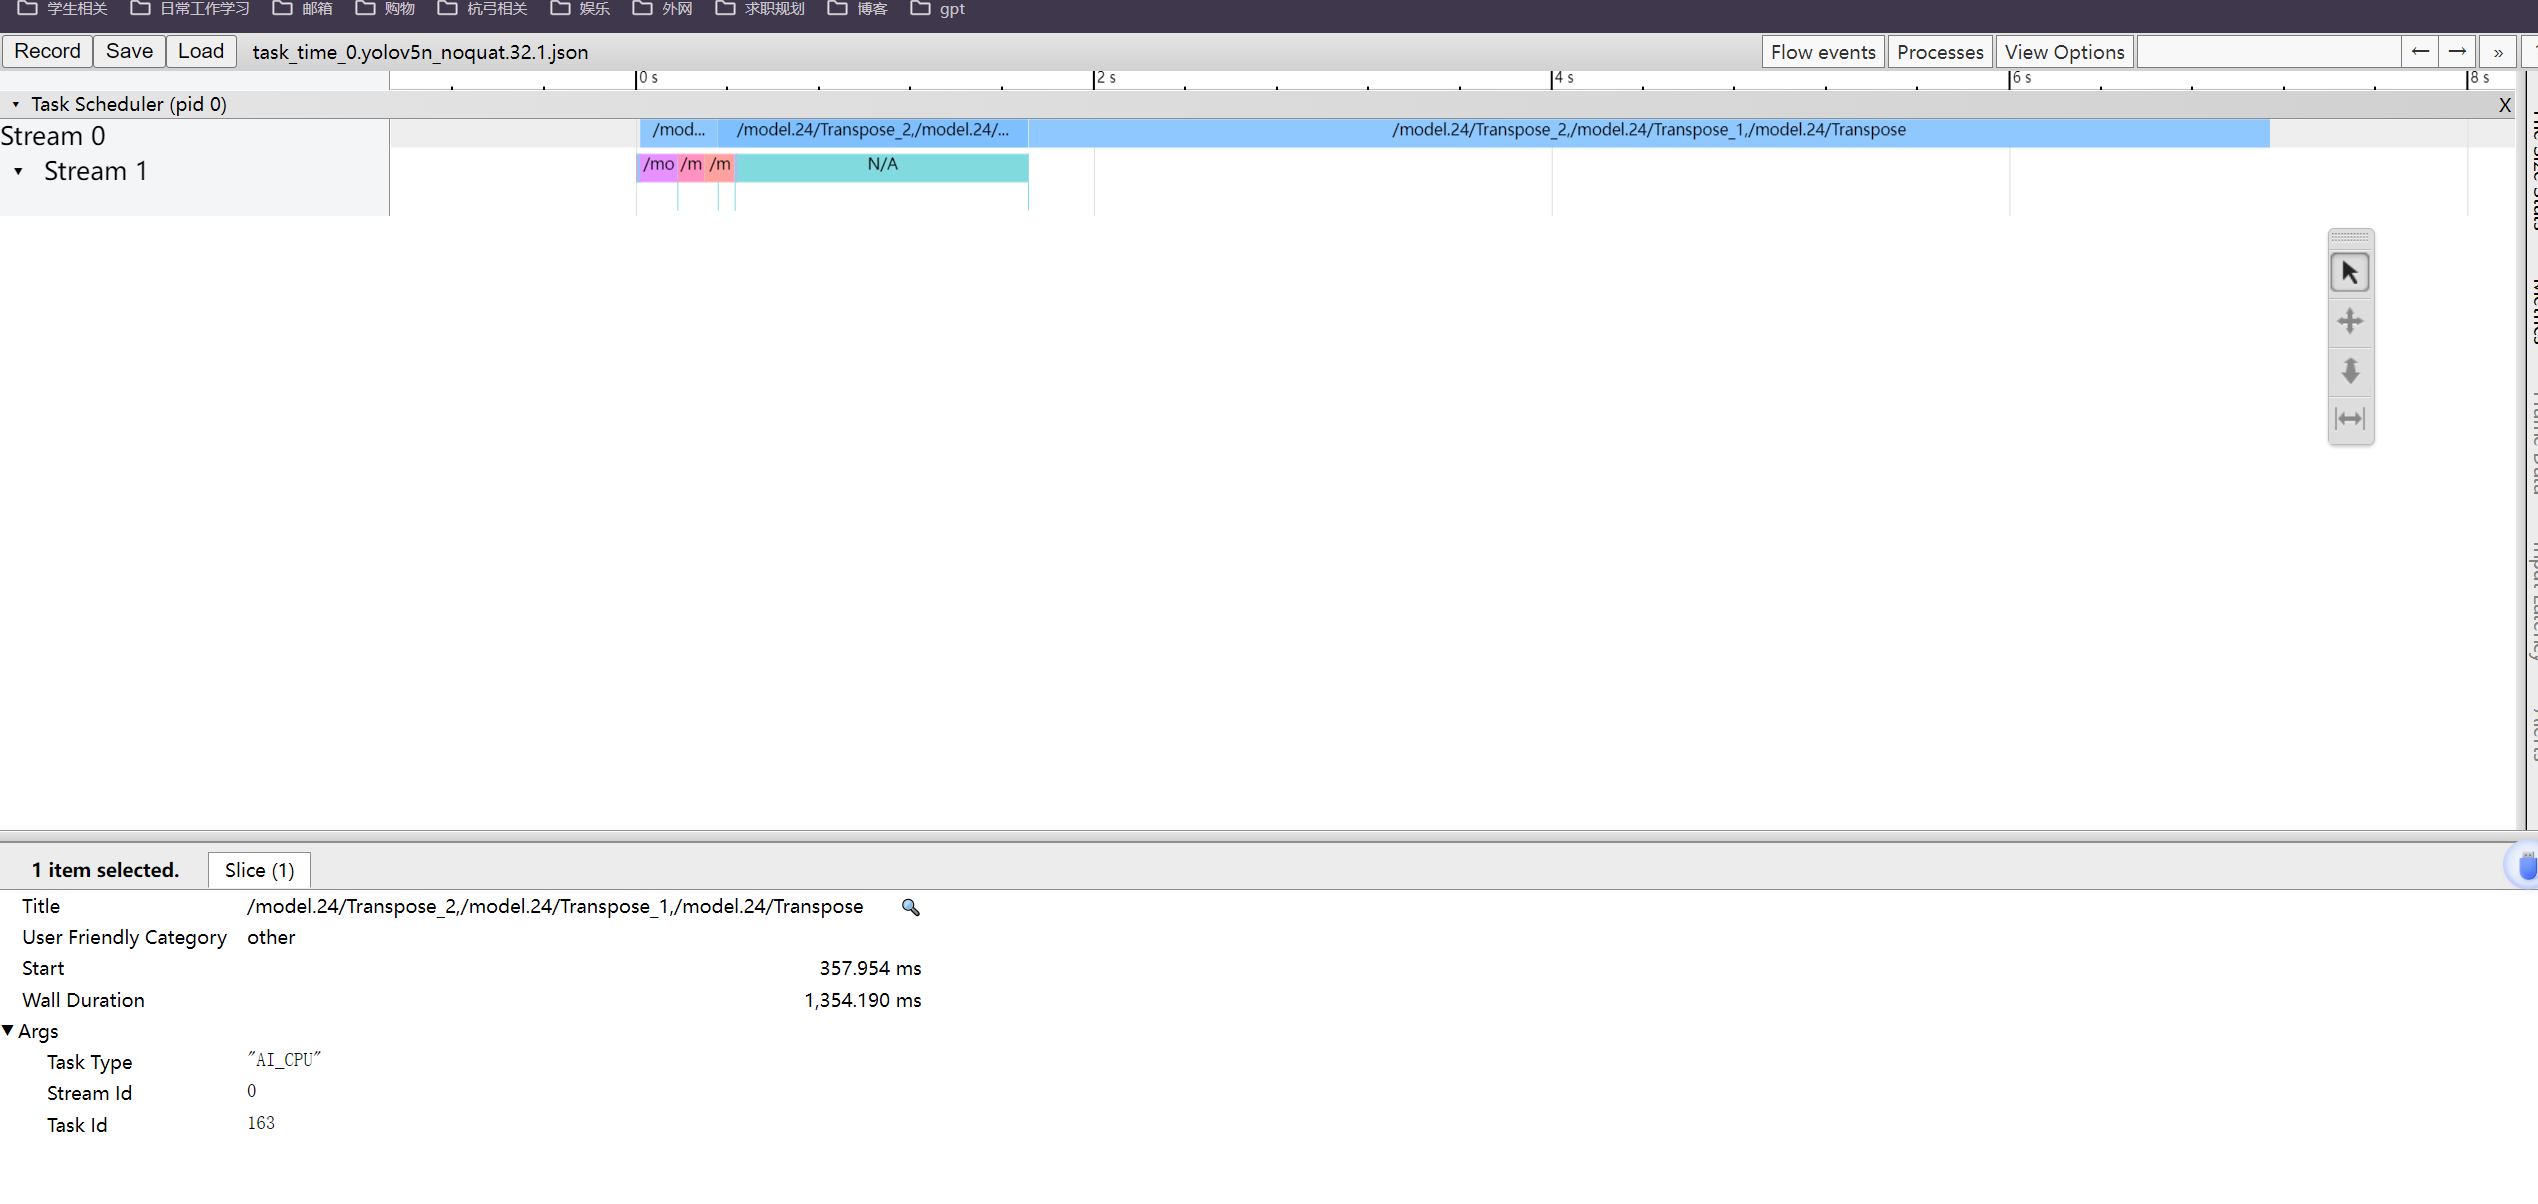 学生相关 日常工作学习 邮箱 购物 杭弓相关 娱乐 外网 求职规划 博客 gpt
Record Save Load task_time_0.yolov5n_noquat.32.1.json Flow events Processes View Options ← → »
0 s 2 s 4 s 6 s 8 s
Task Scheduler (pid 0) X
Stream 0 /mod... /model.24/Transpose_2,/model.24/... /model.24/Transpose_2,/model.24/Transpose_1,/model.24/Transpose
Stream 1 /mo /m /m N/A
1 item selected. Slice (1)
Title /model.24/Transpose_2,/model.24/Transpose_1,/model.24/Transpose
User Friendly Category other
Start 357.954 ms
Wall Duration 1,354.190 ms
Args
Task Type "AI_CPU"
Stream Id 0
Task Id 163